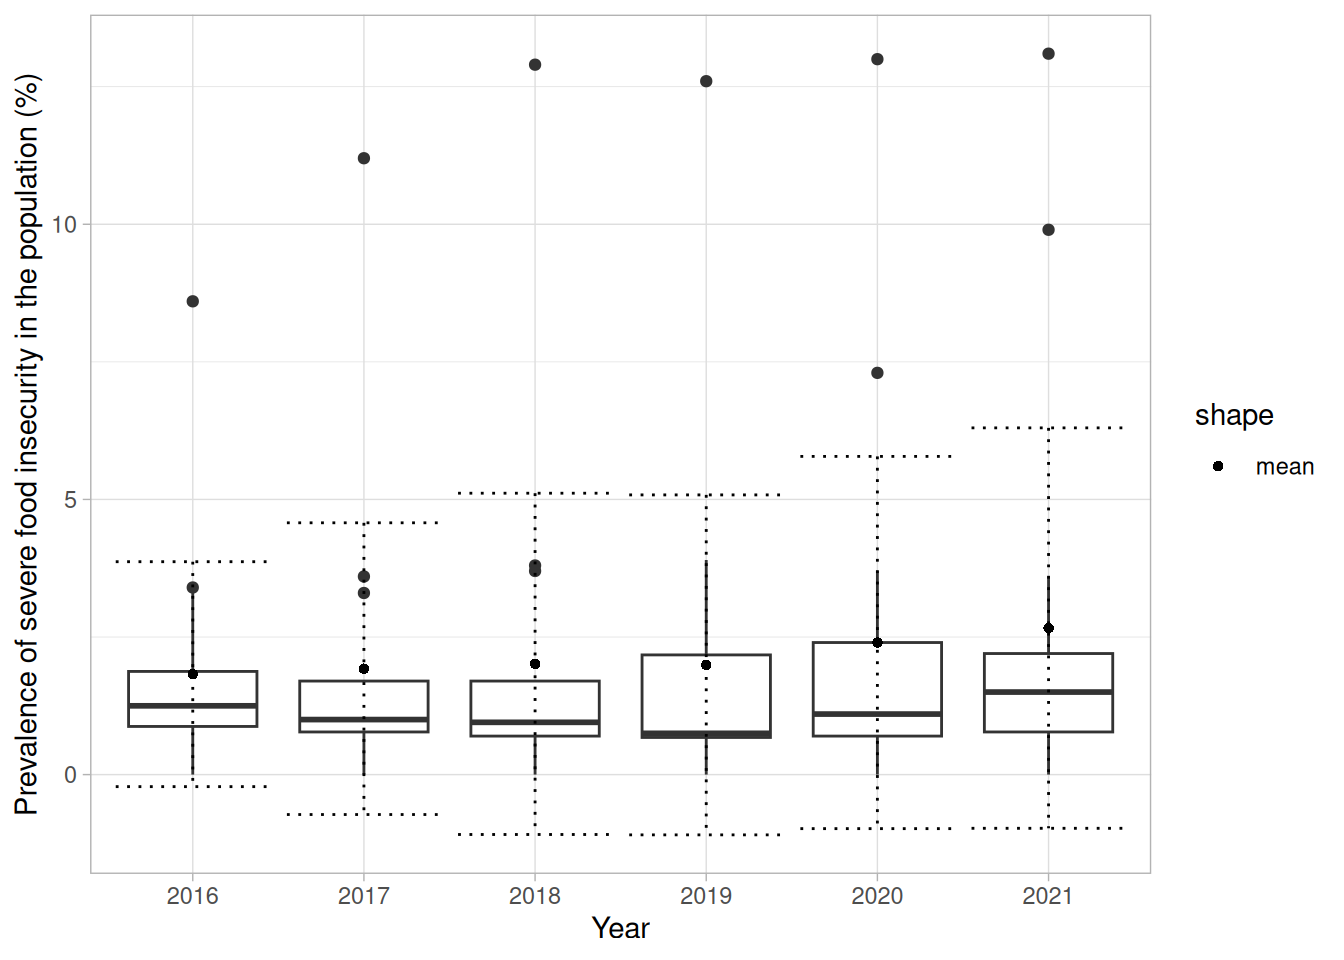 Prevalence of severe food insecurity in the population (%)
10
5
0
2016 2017 2018 2019 2020 2021
Year
shape
mean